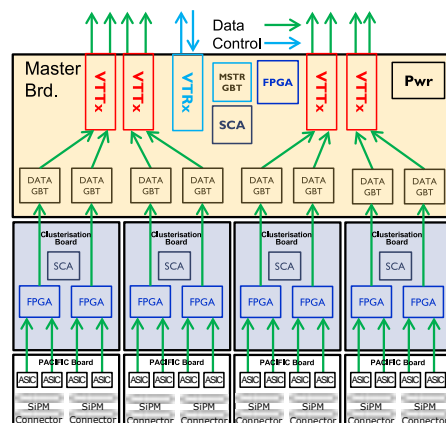 Data
Control
Master
Brd.
VTTx
VTTx
VTRx
MSTR
GBT
FPGA
SCA
VTTx
VTTx
Pwr
DATA
GBT
DATA
GBT
DATA
GBT
DATA
GBT
DATA
GBT
DATA
GBT
DATA
GBT
DATA
GBT
Clusterisation
Board
Clusterisation
Board
Clusterisation
Board
Clusterisation
Board
SCA
SCA
SCA
SCA
FPGA
FPGA
FPGA
FPGA
FPGA
FPGA
FPGA
FPGA
PACIFIC Board
PACIFIC Board
PACIFIC Board
PACIFIC Board
ASIC ASIC ASIC ASIC
ASIC ASIC ASIC ASIC
ASIC ASIC ASIC ASIC
ASIC ASIC ASIC ASIC
SiPM
Connector
SiPM
Connector
SiPM
Connector
SiPM
Connector
SiPM
Connector
SiPM
Connector
SiPM
Connector
SiPM
Connector